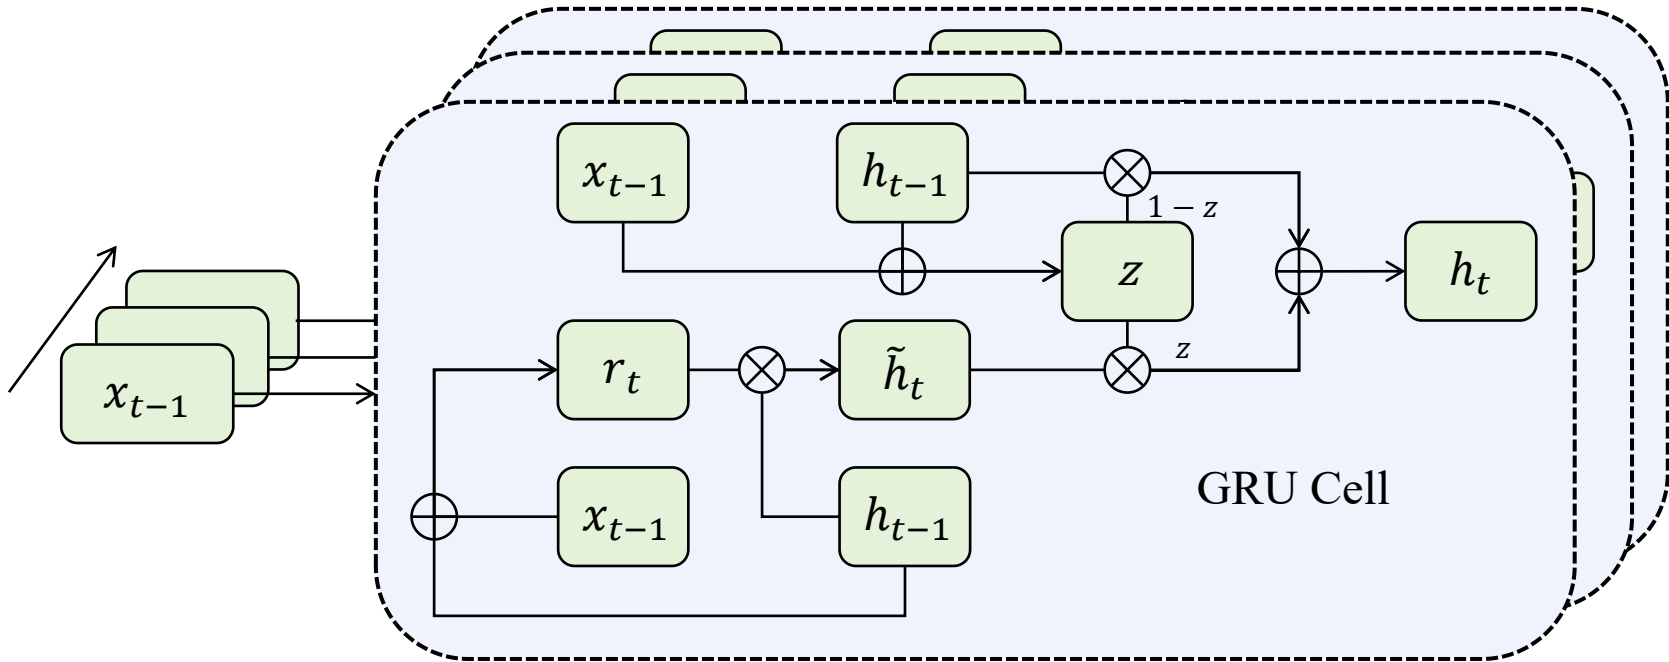 x_{t−1}
h_{t−1}
1 − z
z
h_t
x_{t−1}
r_t
h̃_t
z
x_{t−1}
h_{t−1}
GRU Cell